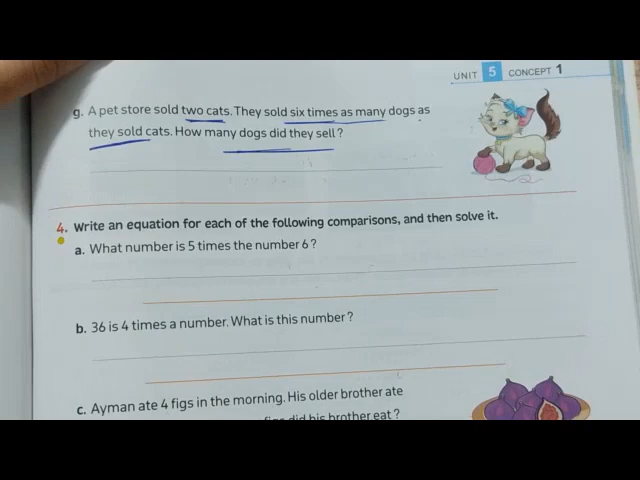 UNIT 5 CONCEPT 1
g. A pet store sold two cats. They sold six times as many dogs as
they sold cats. How many dogs did they sell?
4. Write an equation for each of the following comparisons, and then solve it.
a. What number is 5 times the number 6?
b. 36 is 4 times a number. What is this number?
c. Ayman ate 4 figs in the morning. His older brother ate
figs did his brother eat?